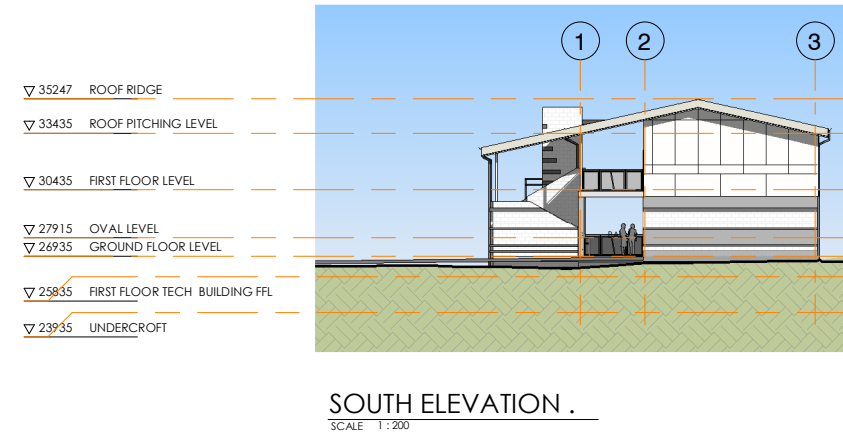 1 2 3
▽ 35247 ROOF RIDGE
▽ 33435 ROOF PITCHING LEVEL
▽ 30435 FIRST FLOOR LEVEL
▽ 27915 OVAL LEVEL
▽ 26935 GROUND FLOOR LEVEL
▽ 25835 FIRST FLOOR TECH BUILDING FFL
▽ 23935 UNDERCROFT
SOUTH ELEVATION .
SCALE 1 : 200